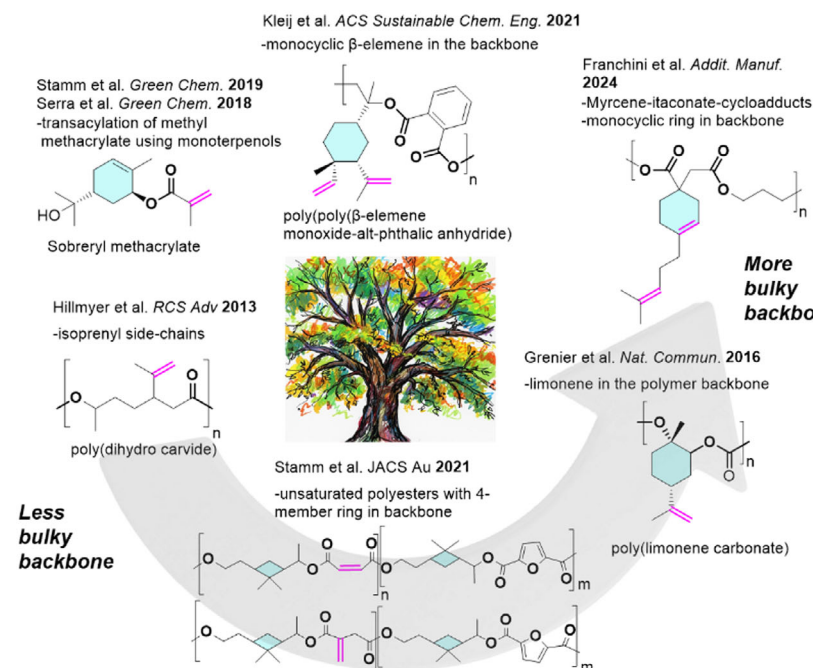 Kleij et al. ACS Sustainable Chem. Eng. 2021
-monocyclic β-elemene in the backbone
n
poly(poly(β-elemene
monoxide-alt-phthalic anhydride)
Stamm et al. Green Chem. 2019
Serra et al. Green Chem. 2018
-transacylation of methyl
methacrylate using monoterpenols
HO
O
O
Sobreryl methacrylate
Franchini et al. Addit. Manuf.
2024
-Myrcene-itaconate-cycloadducts
-monocyclic ring in backbone
n
More
bulky
backbo
Hillmyer et al. RCS Adv 2013
-isoprenyl side-chains
O
O
n
poly(dihydro carvide)
Grenier et al. Nat. Commun. 2016
-limonene in the polymer backbone
O
O
O
n
poly(limonene carbonate)
Stamm et al. JACS Au 2021
-unsaturated polyesters with 4-
member ring in backbone
Less
bulky
backbone
O O O O n O O O O O m
O O O O O O O O O m